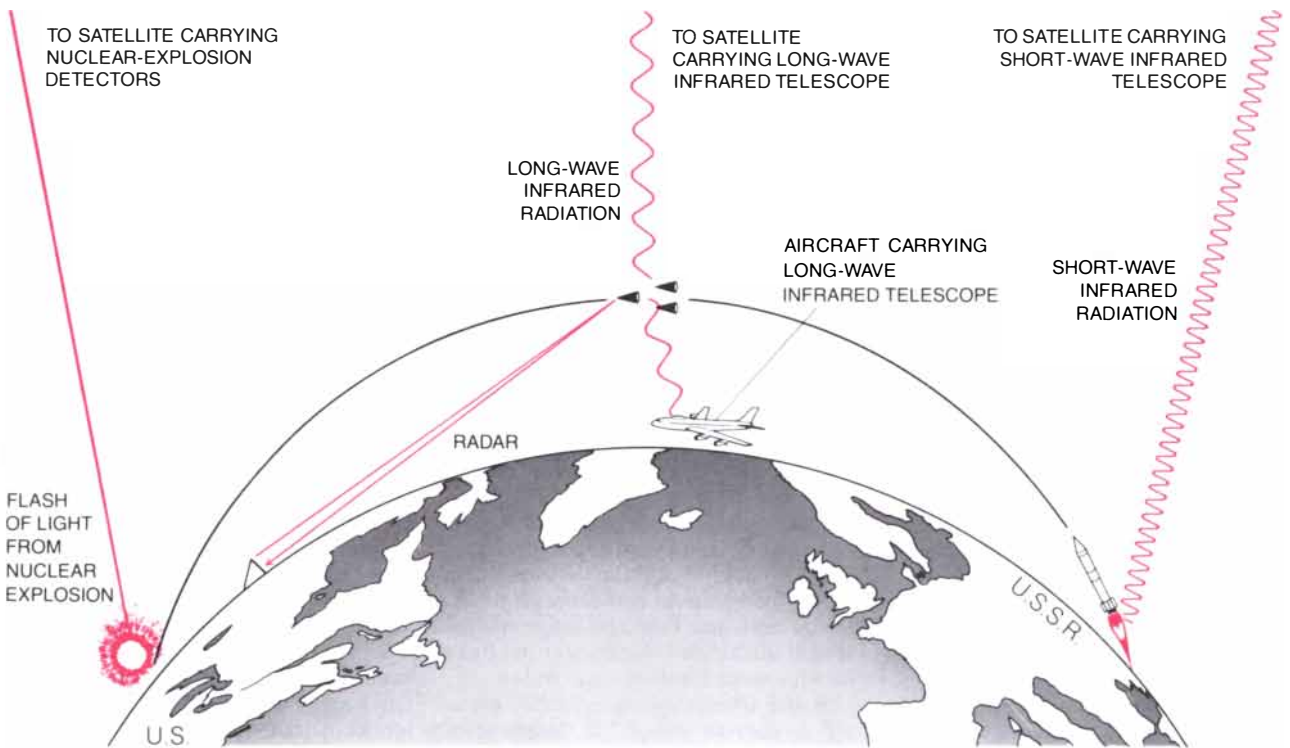 TO SATELLITE CARRYING
NUCLEAR-EXPLOSION
DETECTORS
TO SATELLITE
CARRYING LONG-WAVE
INFRARED TELESCOPE
TO SATELLITE CARRYING
SHORT-WAVE INFRARED
TELESCOPE
LONG-WAVE
INFRARED
RADIATION
AIRCRAFT CARRYING
LONG-WAVE
INFRARED TELESCOPE
SHORT-WAVE
INFRARED
RADIATION
RADAR
FLASH
OF LIGHT
FROM
NUCLEAR
EXPLOSION
U.S.S.R.
U.S.